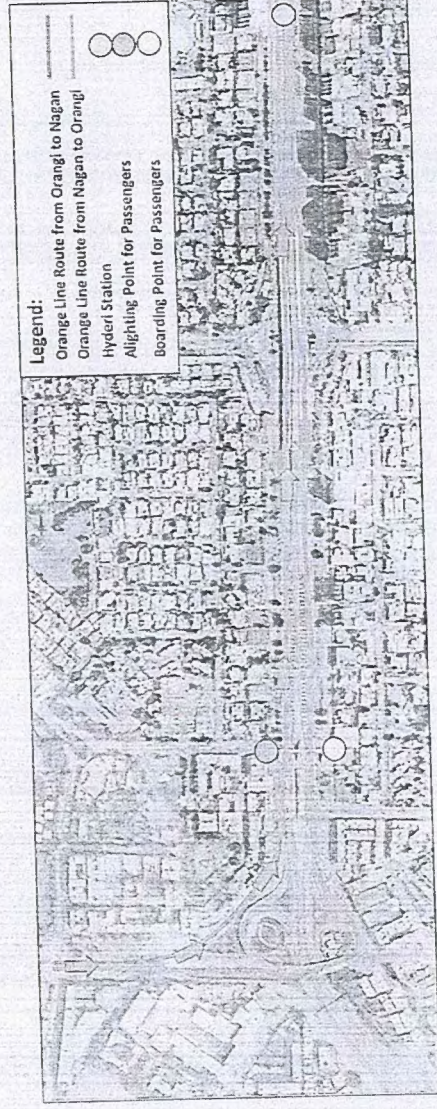 Legend:
Orange Line Route from Orangi to Nagan
Orange Line Route from Nagan to Orangi
Hyderi Station
Alighting Point for Passengers
Boarding Point for Passengers